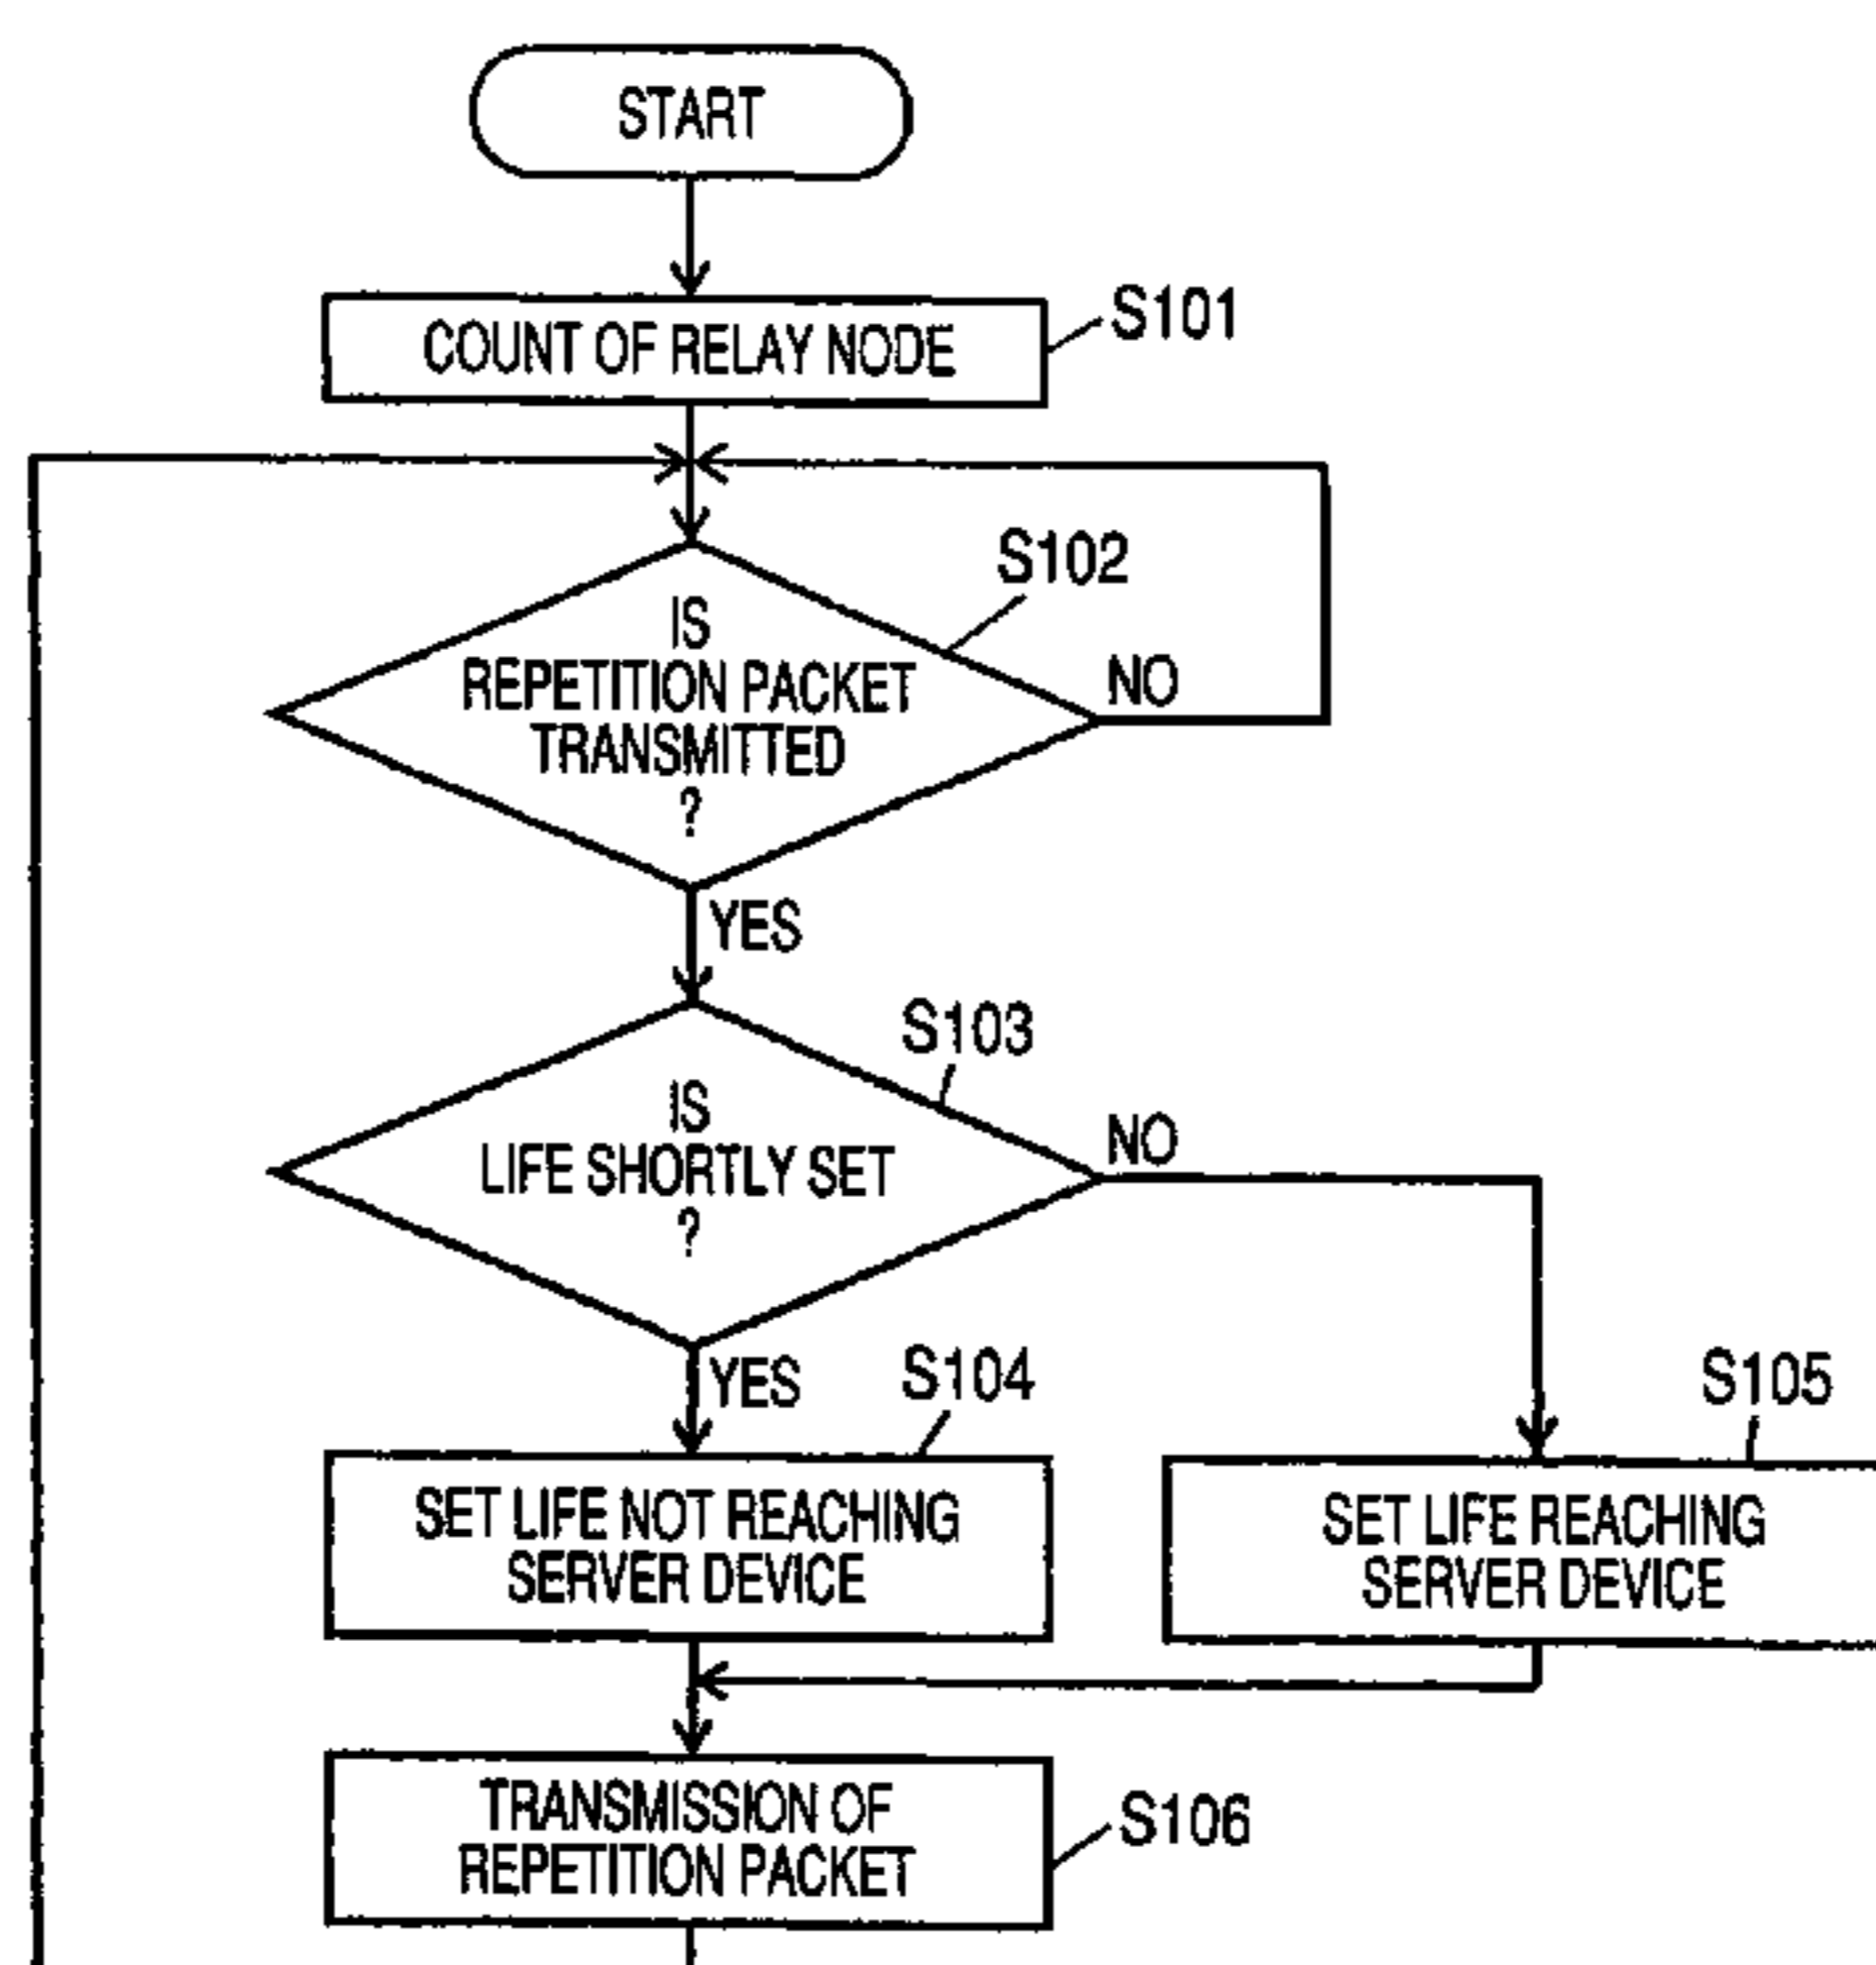 START
COUNT OF RELAY NODE
S101
S102
IS
REPETITION PACKET
TRANSMITTED
?
NO
YES
S103
IS
LIFE SHORTLY SET
?
NO
YES
S104
SET LIFE NOT REACHING
SERVER DEVICE
S105
SET LIFE REACHING
SERVER DEVICE
TRANSMISSION OF
REPETITION PACKET
S106